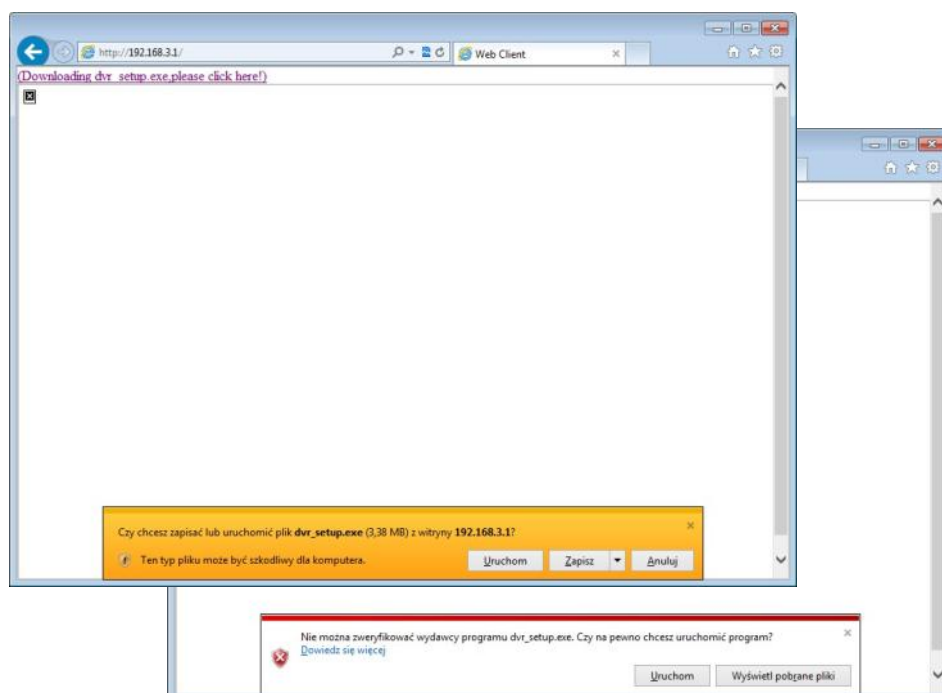 http://192.168.3.1/
Web Client
(Downloading dvr_setup.exe,please click here!)
Czy chcesz zapisać lub uruchomić plik dvr_setup.exe (3,38 MB) z witryny 192.168.3.1?
Ten typ pliku może być szkodliwy dla komputera.
Uruchom Zapisz Anuluj
Nie można zweryfikować wydawcy programu dvr_setup.exe. Czy na pewno chcesz uruchomić program?
Dowiedz się więcej
Uruchom Wyświetl pobrane pliki